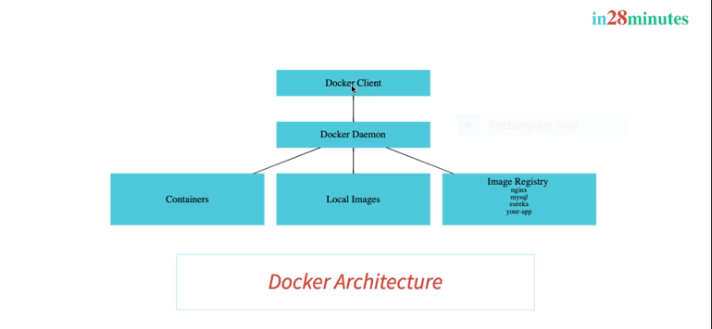 in28minutes
Docker Client
Docker Daemon
Rectangular Snip
Containers
Local Images
Image Registry
nginx
mysql
eureka
your-app
Docker Architecture